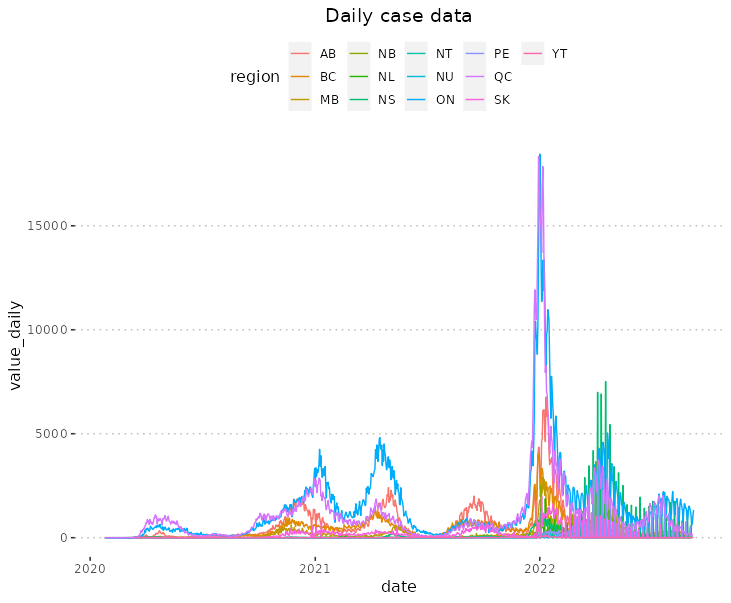 Daily case data
region
AB NB NT PE YT
BC NL NU QC
MB NS ON SK
value_daily
15000
10000
5000
0
2020 2021 2022
date